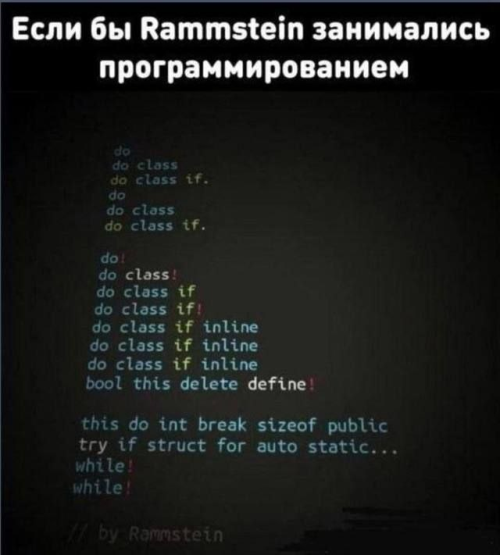 Если бы Rammstein занимались
программированием
do
do class
do class if.
do
do class
do class if.
do!
do class!
do class if
do class if!
do class if inline
do class if inline
do class if inline
bool this delete define!
this do int break sizeof public
try if struct for auto static...
while!
while!
// by Rammstein